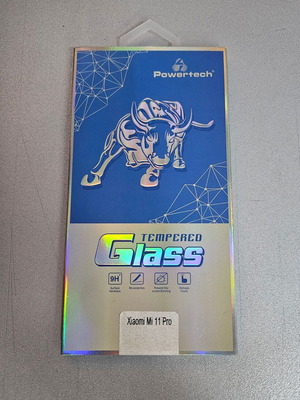 Powertech
TEMPERED
Glass
9H
Xiaomi Mi 11 Pro